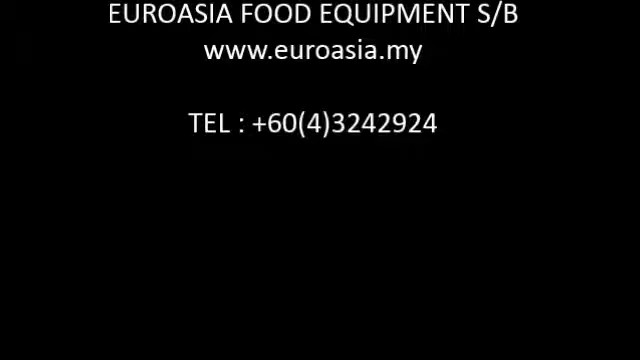 EUROASIA FOOD EQUIPMENT S/B
www.euroasia.my
TEL : +60(4)3242924